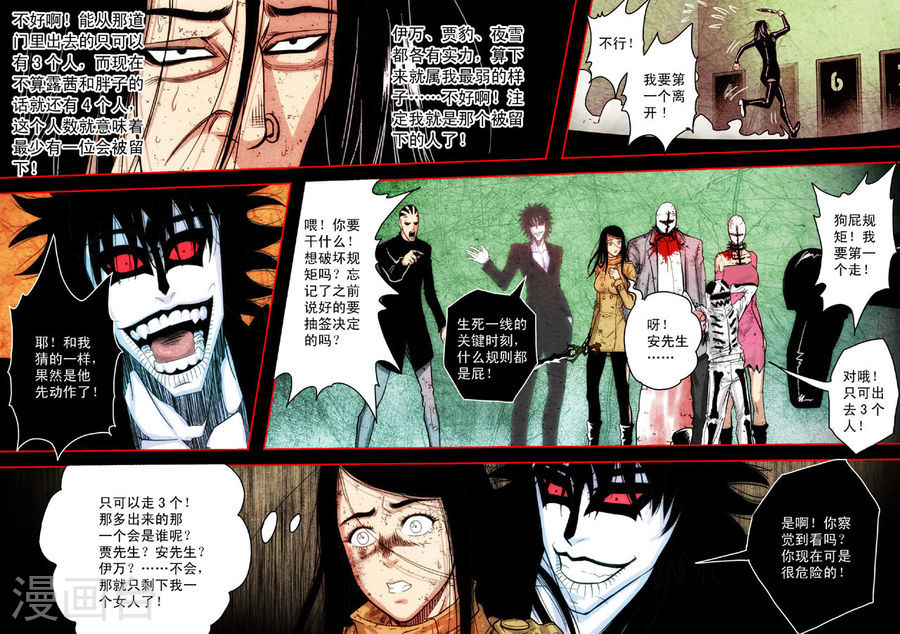 不好啊！能从那道
门里出去的只可以
有3个人，而现在
不算露茜和胖子的
话就还有4个人，
这个人数就意味着
最少有一位会被留
下！
伊万、贾豹、夜雪
都各有实力，算下
来就属我最弱的样
子……不好啊！注
定我就是那个被留
下的人了！
不行！
我要第
一个离
开！
6
7
耶！和我
猜的一样，
果然是他
先动作了！
喂！你要
干什么！
想破坏规
矩吗？忘
记了之前
说好的要
抽签决定
的吗？
生死一线的
关键时刻，
什么规则都
是屁！
呀！
安先生
……
狗屁规
矩！我
要第一
个走！
对哦！
只可出
去3个
人！
只可以走3个！
那多出来的那
一个会是谁呢？
贾先生？安先生？
伊万？……不会，
那就只剩下我一
个女人了！
是啊！你察
觉到看吗？
你现在可是
很危险的！
漫画台